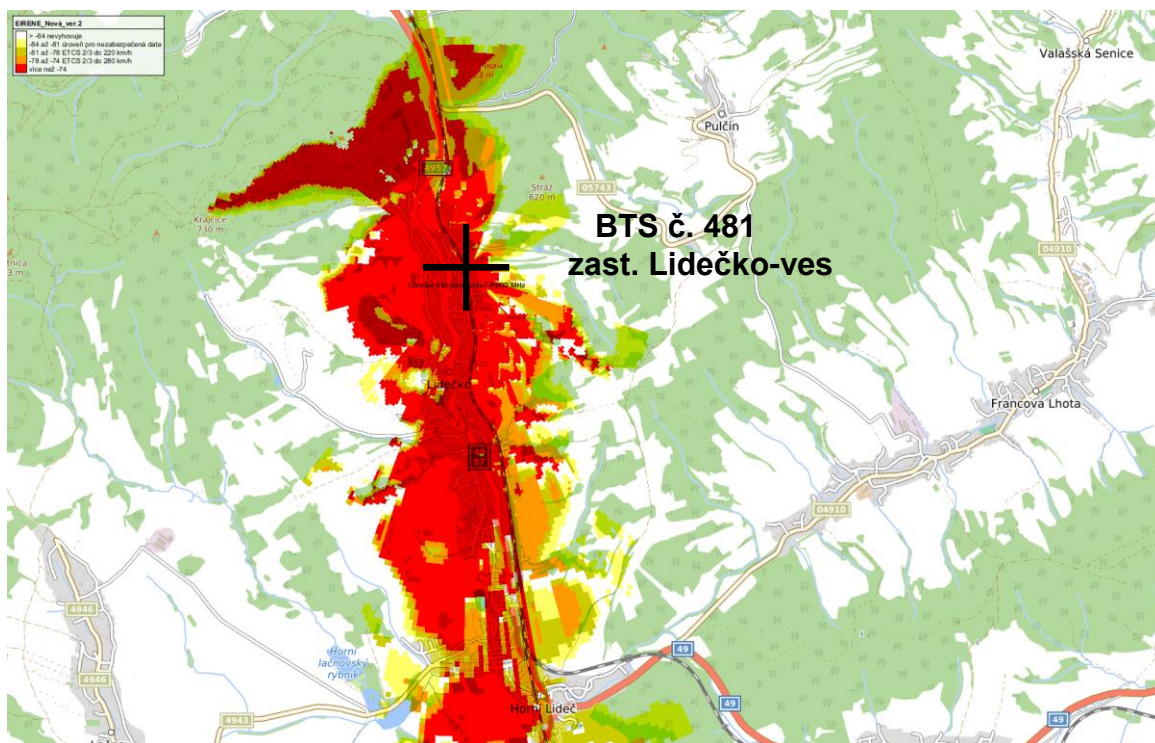 EIRENE_Nová_ver.2
> -84 nevyhovuje
-84 až -81 úroveň pro nezabezpečená data
-81 až -78 ETCS 2/3 do 220 km/h
-78 až -74 ETCS 2/3 do 280 km/h
více než -74
Valašská Senice
Pulčín
4957
05743
Stráž
620 m
Krajčice
730 m
BTS č. 481
zast. Lidečko-ves
04910
Lidečko
Francova Lhota
04910
4946
4946
Horní
lačnovský
rybník
49
49
49
4943
Horní Lideč